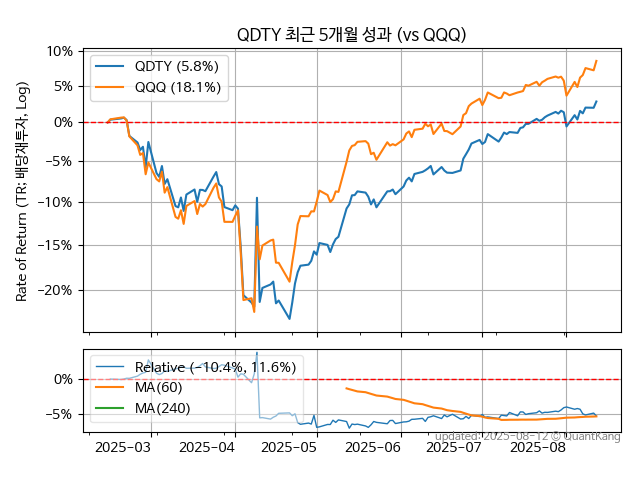 QDTY 최근 5개월 성과 (vs QQQ)
Rate of Return (TR: 배당재투자, Log)
10%
5%
0%
−5%
−10%
−15%
−20%
QDTY (5.8%)
QQQ (18.1%)
0%
−5%
Relative (−10.4%, 11.6%)
MA(60)
MA(240)
updated: 2025-08-12 © QuantKang
2025-03
2025-04
2025-05
2025-06
2025-07
2025-08